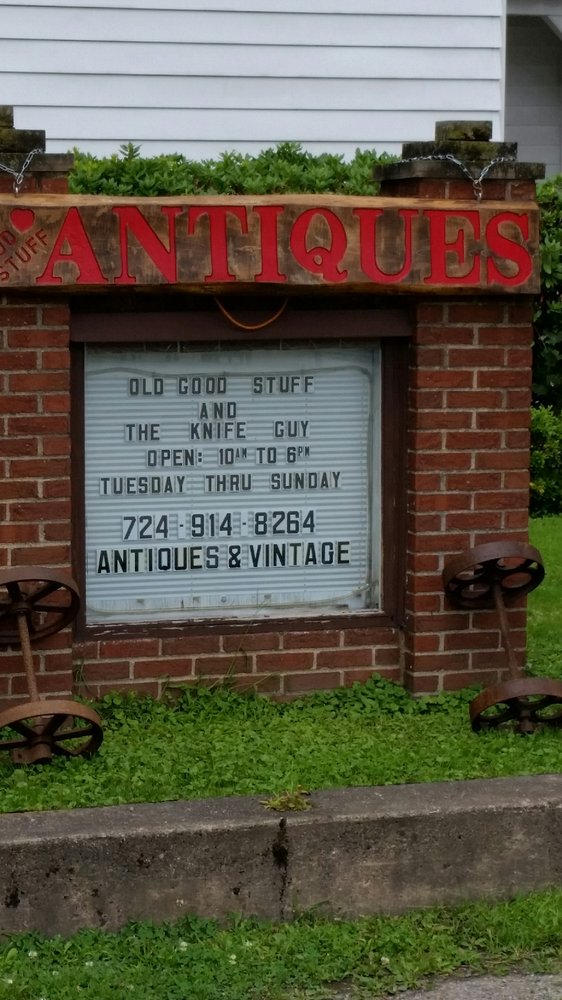 ANTIQUES
STUFF
OLD GOOD STUFF
AND
THE KNIFE GUY
OPEN: 10AM TO 6PM
TUESDAY THRU SUNDAY
724-914-8264
ANTIQUES & VINTAGE